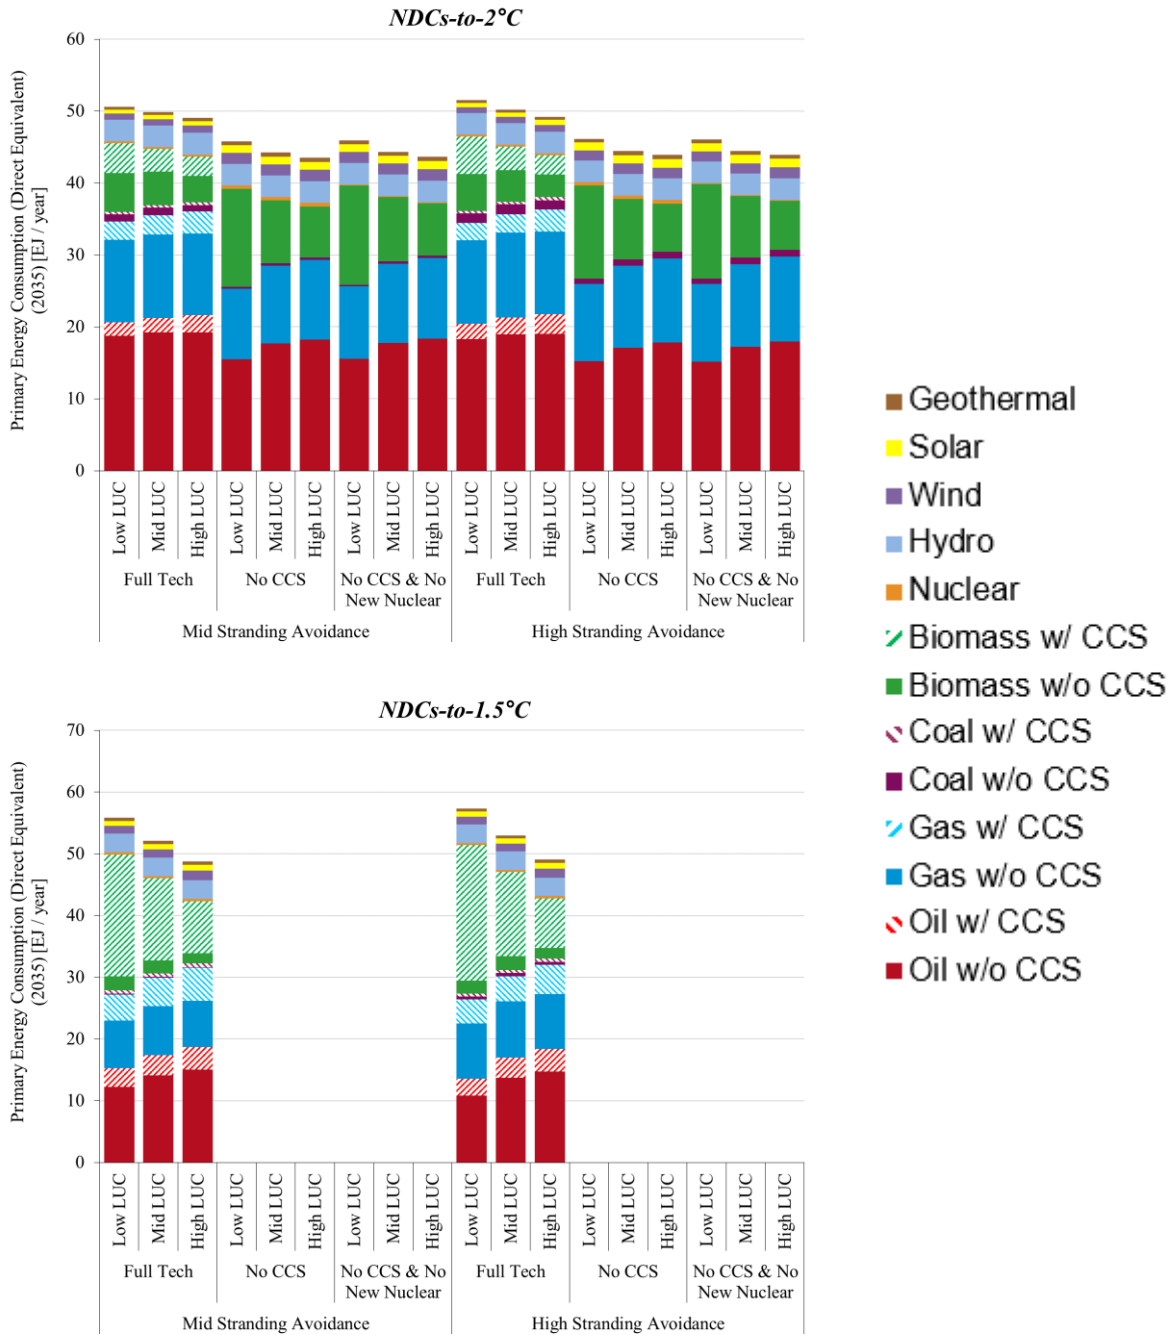 NDCs-to-2°C
Primary Energy Consumption (Direct Equivalent)
(2035) [EJ / year]
60
50
40
30
20
10
0
Low LUC
Mid LUC
High LUC
Low LUC
Mid LUC
High LUC
Low LUC
Mid LUC
High LUC
Low LUC
Mid LUC
High LUC
Low LUC
Mid LUC
High LUC
Low LUC
Mid LUC
High LUC
Full Tech
No CCS
No CCS & No
New Nuclear
Full Tech
No CCS
No CCS & No
New Nuclear
Mid Stranding Avoidance
High Stranding Avoidance
Geothermal
Solar
Wind
Hydro
Nuclear
Biomass w/ CCS
Biomass w/o CCS
Coal w/ CCS
Coal w/o CCS
Gas w/ CCS
Gas w/o CCS
Oil w/ CCS
Oil w/o CCS
NDCs-to-1.5°C
Primary Energy Consumption (Direct Equivalent)
(2035) [EJ / year]
70
60
50
40
30
20
10
0
Low LUC
Mid LUC
High LUC
Low LUC
Mid LUC
High LUC
Low LUC
Mid LUC
High LUC
Low LUC
Mid LUC
High LUC
Low LUC
Mid LUC
High LUC
Low LUC
Mid LUC
High LUC
Full Tech
No CCS
No CCS & No
New Nuclear
Full Tech
No CCS
No CCS & No
New Nuclear
Mid Stranding Avoidance
High Stranding Avoidance